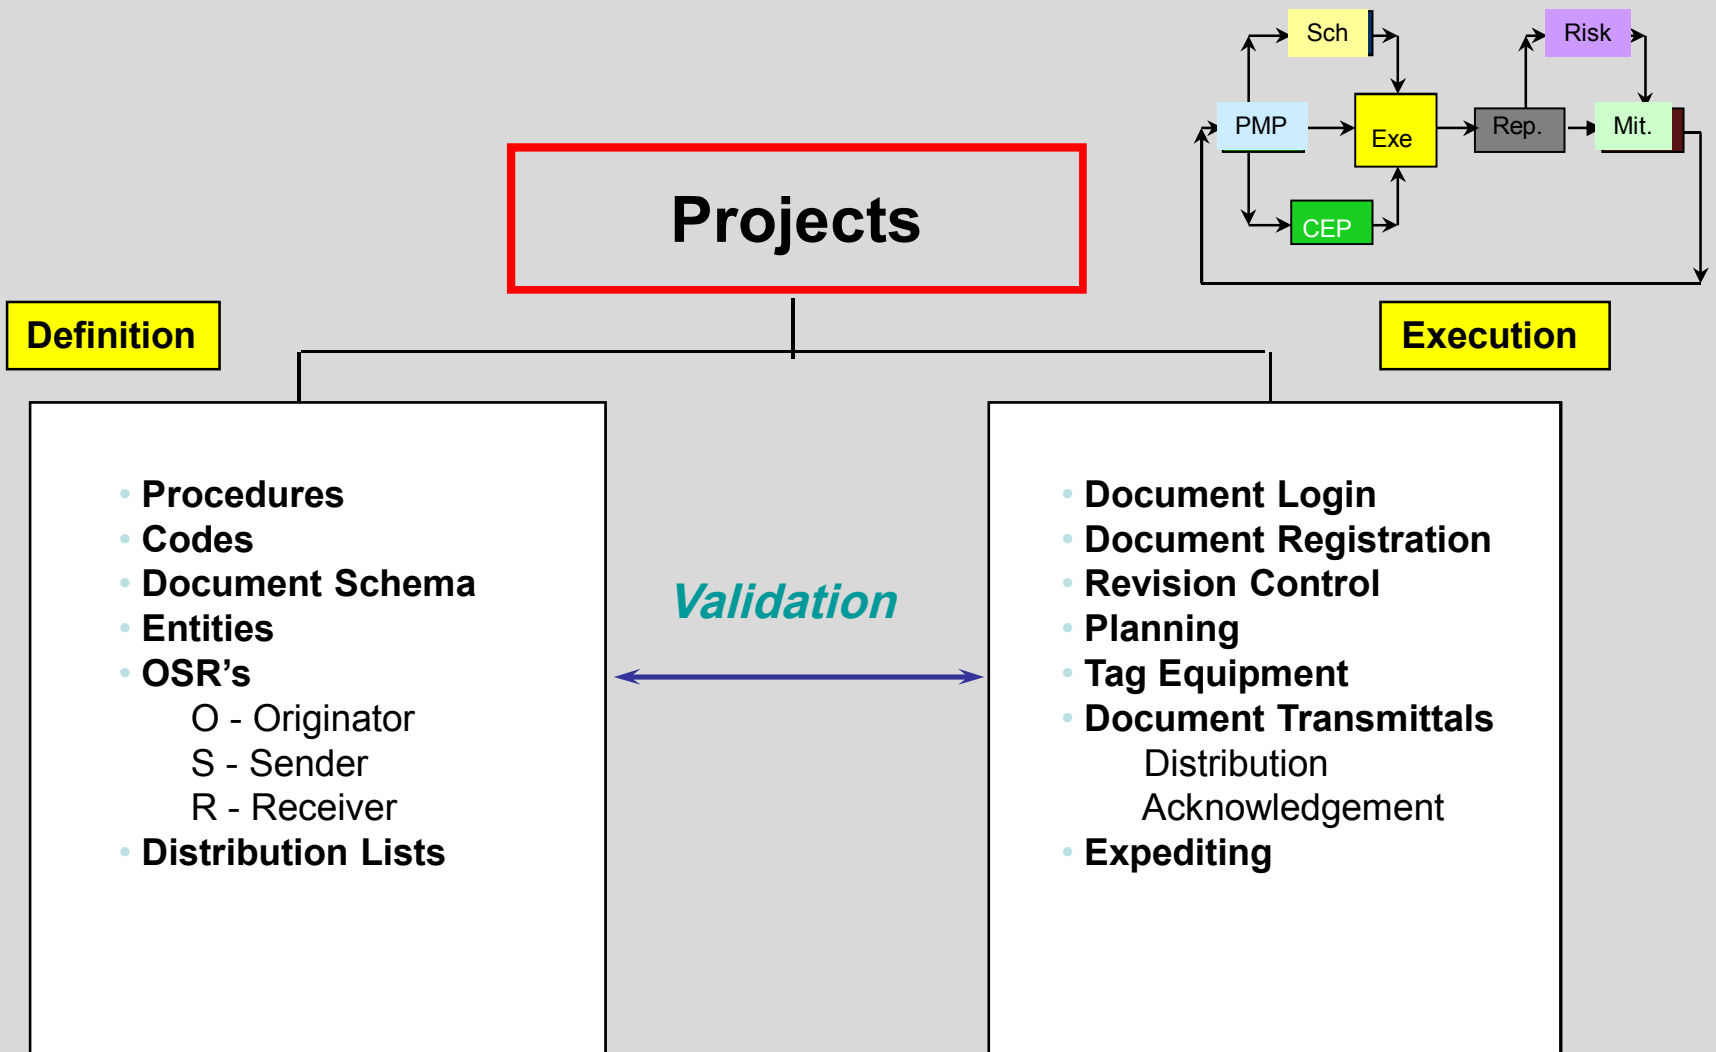 Sch
Risk
PMP
Exe
Rep.
Mit.
CEP
Projects
Definition
Execution
• Procedures
• Codes
• Document Schema
• Entities
• OSR’s
O - Originator
S - Sender
R - Receiver
• Distribution Lists
Validation
• Document Login
• Document Registration
• Revision Control
• Planning
• Tag Equipment
• Document Transmittals
Distribution
Acknowledgement
• Expediting